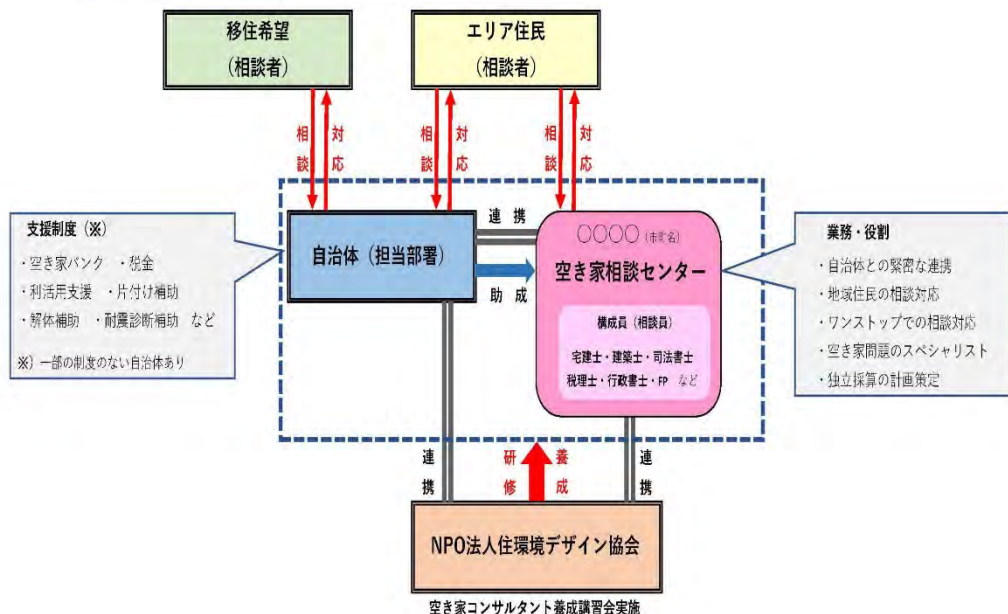 移住希望
（相談者）
エリア住民
（相談者）
相談
対応
相談
対応
相談
対応
支援制度（※）
・空き家バンク　・税金
・利活用支援　・片付け補助
・解体補助　・耐震診断補助　など
※）一部の制度のない自治体あり
自治体（担当部署）
連 携
助 成
〇〇〇〇（市町名）
空き家相談センター
構成員（相談員）
宅建士・建築士・司法書士
税理士・行政書士・FP　など
業務・役割
・自治体との緊密な連携
・地域住民の相談対応
・ワンストップでの相談対応
・空き家問題のスペシャリスト
・独立採算の計画策定
連携
研修
養成
連携
NPO法人住環境デザイン協会
空き家コンサルタント養成講習会実施